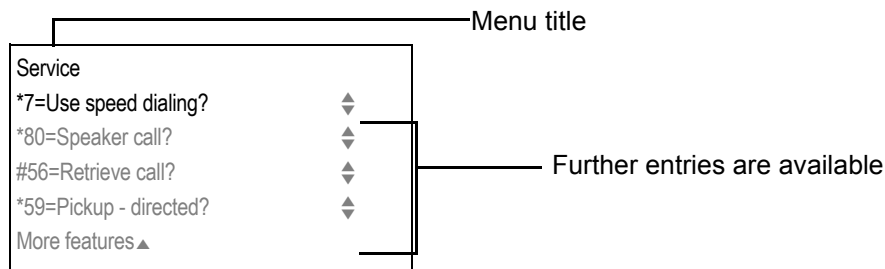 Menu title
Service
*7=Use speed dialing?
*80=Speaker call?
#56=Retrieve call?
*59=Pickup - directed?
More features
Further entries are available